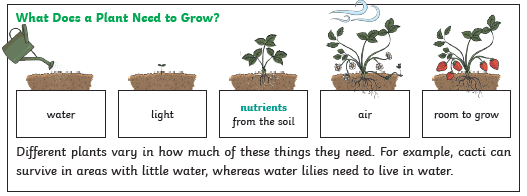 What Does a Plant Need to Grow?
water
light
nutrients
from the soil
air
room to grow
Different plants vary in how much of these things they need. For example, cacti can
survive in areas with little water, whereas water lilies need to live in water.